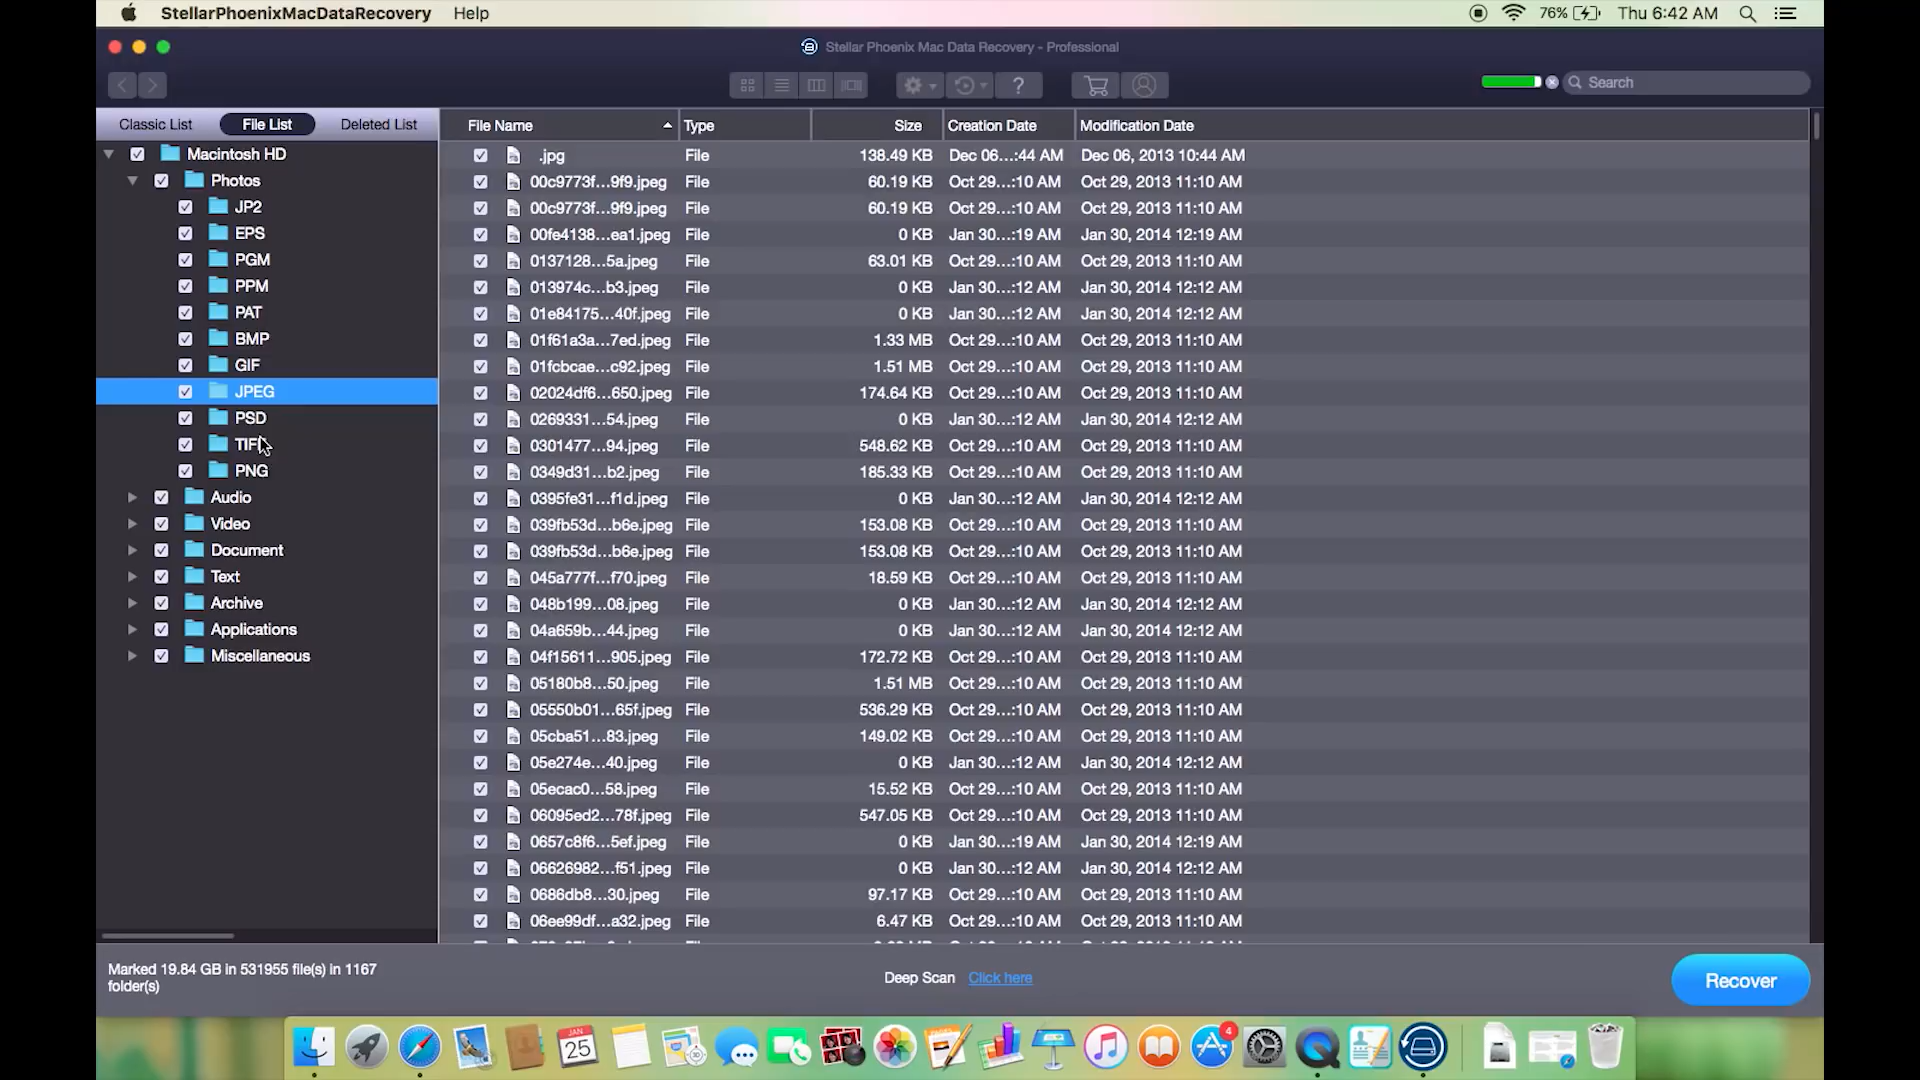 StellarPhoenixMacDataRecovery Help 76% Thu 6:42 AM
Stellar Phoenix Mac Data Recovery - Professional
? Search
Classic List File List Deleted List
File Name Type Size Creation Date Modification Date
Macintosh HD
Photos
JP2
EPS
PGM
PPM
PAT
BMP
GIF
JPEG
PSD
PNG
Audio
Video
Document
Text
Archive
Applications
Miscellaneous
.jpg File 138.49 KB Dec 06...:44 AM Dec 06, 2013 10:44 AM
00c9773f...9f9.jpeg File 60.19 KB Oct 29...:10 AM Oct 29, 2013 11:10 AM
00c9773f...9f9.jpeg File 60.19 KB Oct 29...:10 AM Oct 29, 2013 11:10 AM
00fe4138...ea1.jpeg File 0 KB Jan 30...:19 AM Jan 30, 2014 12:19 AM
0137128...5a.jpeg File 63.01 KB Oct 29...:10 AM Oct 29, 2013 11:10 AM
013974c...b3.jpeg File 0 KB Jan 30...:12 AM Jan 30, 2014 12:12 AM
01e84175...40f.jpeg File 0 KB Jan 30...:12 AM Jan 30, 2014 12:12 AM
01f61a3a...7ed.jpeg File 1.33 MB Oct 29...:10 AM Oct 29, 2013 11:10 AM
01fcbcae...c92.jpeg File 1.51 MB Oct 29...:10 AM Oct 29, 2013 11:10 AM
02024df6...650.jpeg File 174.64 KB Oct 29...:10 AM Oct 29, 2013 11:10 AM
0269331...54.jpeg File 0 KB Jan 30...:12 AM Jan 30, 2014 12:12 AM
0301477...94.jpeg File 548.62 KB Oct 29...:10 AM Oct 29, 2013 11:10 AM
0349d31...b2.jpeg File 185.33 KB Oct 29...:10 AM Oct 29, 2013 11:10 AM
0395fe31...f1d.jpeg File 0 KB Jan 30...:12 AM Jan 30, 2014 12:12 AM
039fb53d...b6e.jpeg File 153.08 KB Oct 29...:10 AM Oct 29, 2013 11:10 AM
039fb53d...b6e.jpeg File 153.08 KB Oct 29...:10 AM Oct 29, 2013 11:10 AM
045a777f...f70.jpeg File 18.59 KB Oct 29...:10 AM Oct 29, 2013 11:10 AM
048b199...08.jpeg File 0 KB Jan 30...:12 AM Jan 30, 2014 12:12 AM
04a659b...44.jpeg File 0 KB Jan 30...:12 AM Jan 30, 2014 12:12 AM
04f15611...905.jpeg File 172.72 KB Oct 29...:10 AM Oct 29, 2013 11:10 AM
05180b8...50.jpeg File 1.51 MB Oct 29...:10 AM Oct 29, 2013 11:10 AM
05550b01...65f.jpeg File 536.29 KB Oct 29...:10 AM Oct 29, 2013 11:10 AM
05cba51...83.jpeg File 149.02 KB Oct 29...:10 AM Oct 29, 2013 11:10 AM
05e274e...40.jpeg File 0 KB Jan 30...:12 AM Jan 30, 2014 12:12 AM
05ecac0...58.jpeg File 15.52 KB Oct 29...:10 AM Oct 29, 2013 11:10 AM
06095ed2...78f.jpeg File 547.05 KB Oct 29...:10 AM Oct 29, 2013 11:10 AM
0657c8f6...5ef.jpeg File 0 KB Jan 30...:19 AM Jan 30, 2014 12:19 AM
06626982...f51.jpeg File 0 KB Jan 30...:12 AM Jan 30, 2014 12:12 AM
0686db8...30.jpeg File 97.17 KB Oct 29...:10 AM Oct 29, 2013 11:10 AM
06ee99df...a32.jpeg File 6.47 KB Oct 29...:10 AM Oct 29, 2013 11:10 AM
Marked 19.84 GB in 531955 file(s) in 1167
folder(s)
Deep Scan Click here
Recover
JAN
25
4